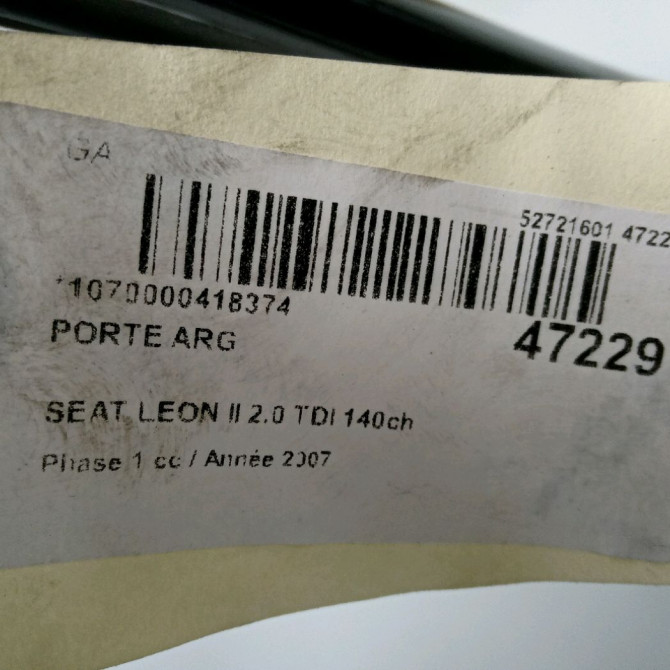 GA
52721601 4722
*1070000418374
PORTE ARG
47229
SEAT LEON II 2.0 TDI 140ch
Phase 1 cc / Année 2007